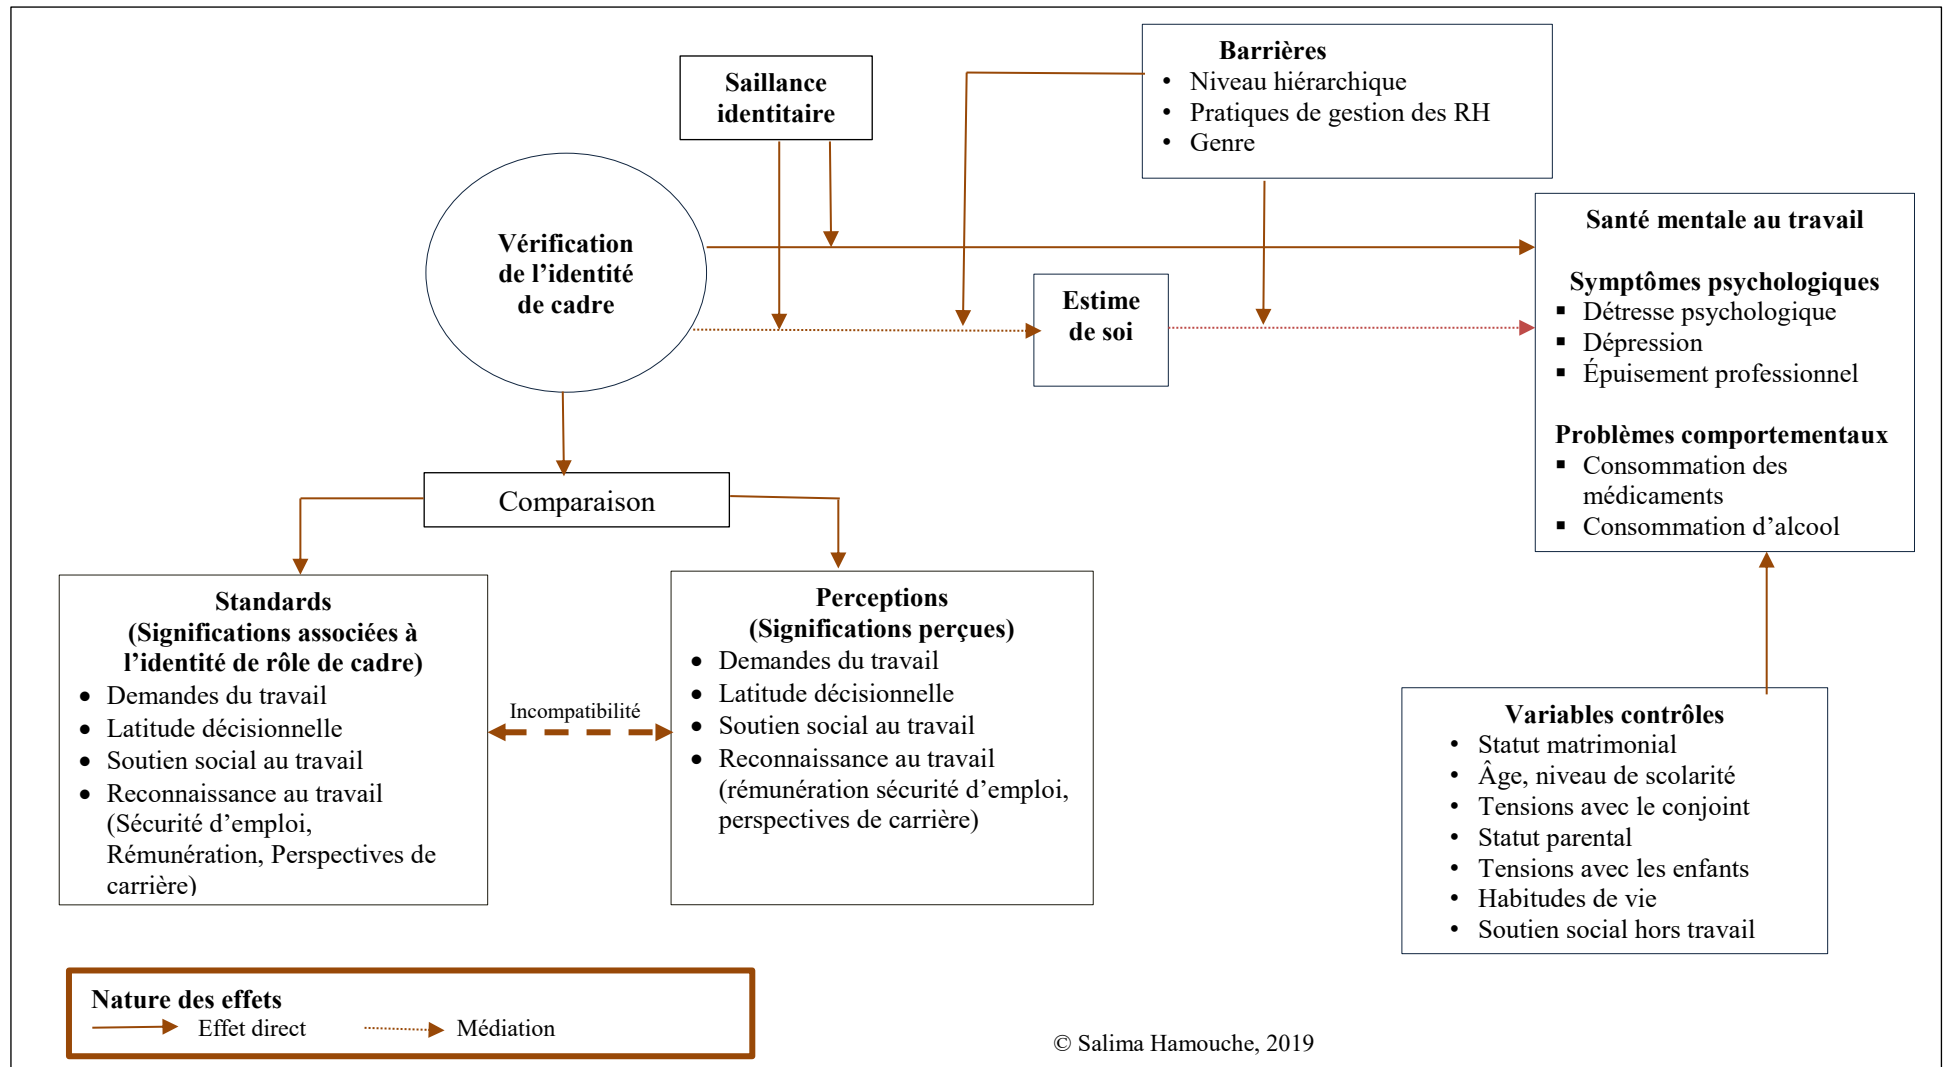 Barrières
• Niveau hiérarchique
• Pratiques de gestion des RH
• Genre
Saillance
identitaire
Vérification
de l’identité
de cadre
Estime
de soi
Santé mentale au travail
Symptômes psychologiques
▪ Détresse psychologique
▪ Dépression
▪ Épuisement professionnel
Problèmes comportementaux
▪ Consommation des
médicaments
▪ Consommation d’alcool
Comparaison
Standards
(Significations associées à
l’identité de rôle de cadre)
• Demandes du travail
• Latitude décisionnelle
• Soutien social au travail
• Reconnaissance au travail
(Sécurité d’emploi,
Rémunération, Perspectives de
carrière)
Incompatibilité
Perceptions
(Significations perçues)
• Demandes du travail
• Latitude décisionnelle
• Soutien social au travail
• Reconnaissance au travail
(rémunération sécurité d’emploi,
perspectives de carrière)
Variables contrôles
• Statut matrimonial
• Âge, niveau de scolarité
• Tensions avec le conjoint
• Statut parental
• Tensions avec les enfants
• Habitudes de vie
• Soutien social hors travail
Nature des effets
Effet direct
Médiation
© Salima Hamouche, 2019